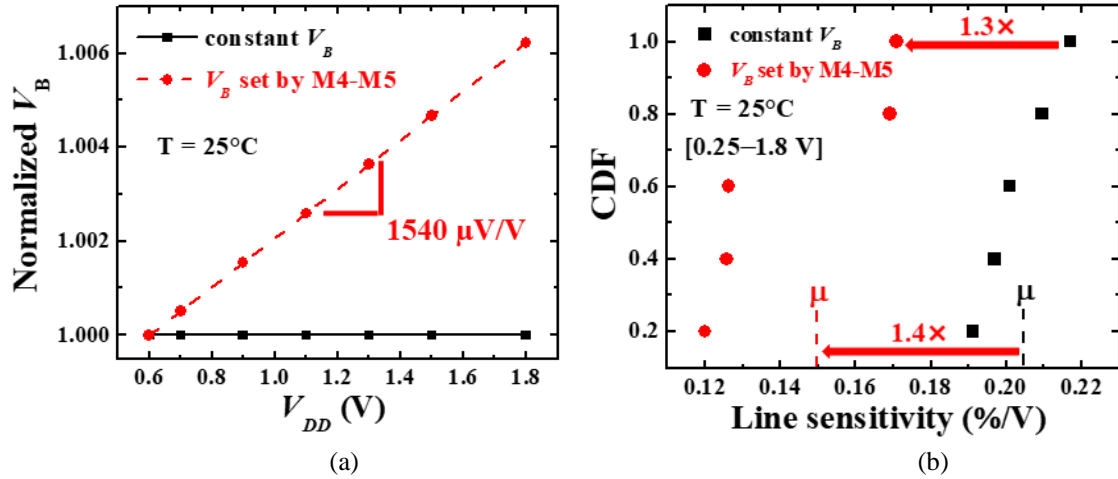 Normalized V_B
1.006
1.004
1.002
1.000
constant V_B
V_B set by M4-M5
T = 25°C
1540 μV/V
0.6 0.8 1.0 1.2 1.4 1.6 1.8
V_DD (V)
(a)
CDF
1.0
0.8
0.6
0.4
0.2
constant V_B
V_B set by M4-M5
T = 25°C
[0.25–1.8 V]
1.3×
μ
μ
1.4×
0.12 0.14 0.16 0.18 0.20 0.22
Line sensitivity (%/V)
(b)